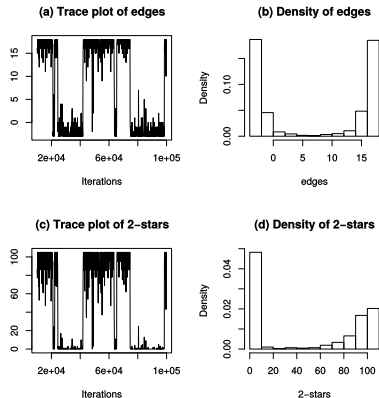 (a) Trace plot of edges
15
10
5
0
2e+04 6e+04 1e+05
Iterations
(b) Density of edges
Density
0.10
0.00
0 5 10 15
edges
(c) Trace plot of 2−stars
100
60
20
0
2e+04 6e+04 1e+05
Iterations
(d) Density of 2−stars
Density
0.04
0.02
0.00
0 20 40 60 80 100
2−stars